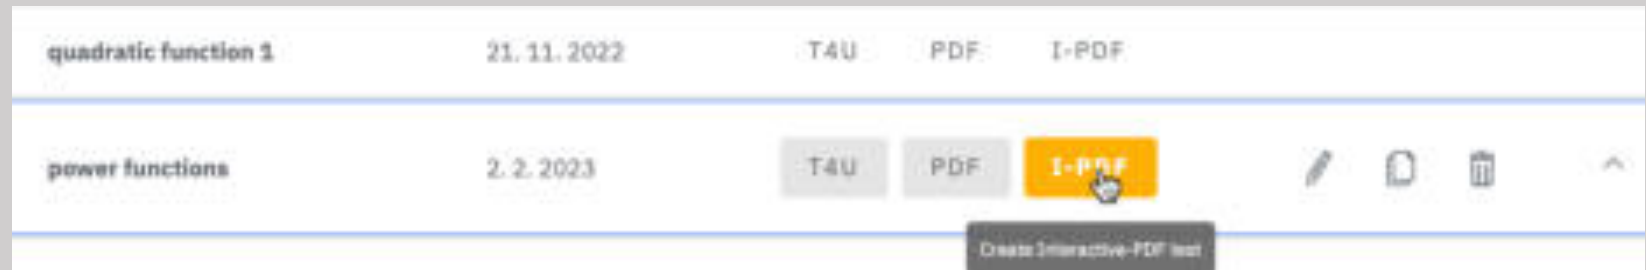 quadratic function 1 21. 11. 2022 T4U PDF I-PDF
power functions 2. 2. 2023 T4U PDF I-PDF
Create Interactive-PDF test